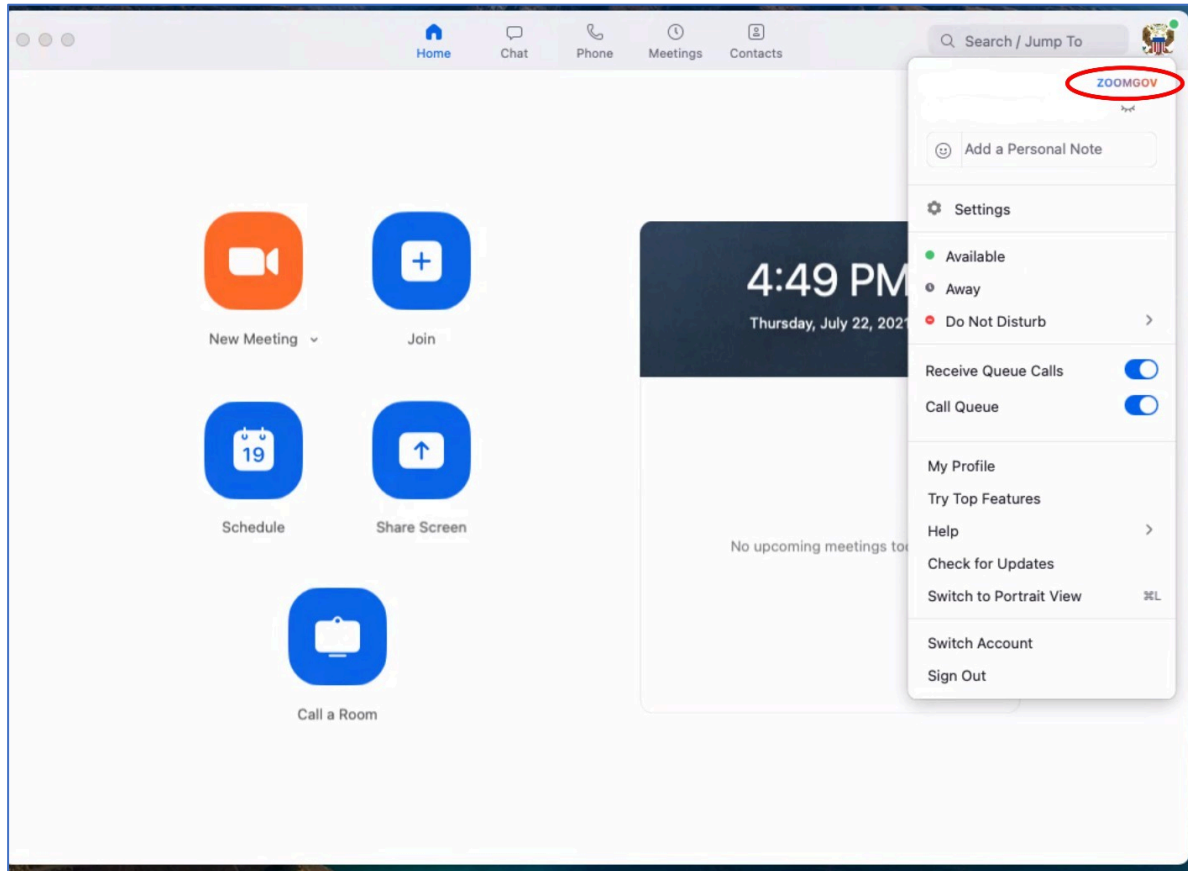 Home
Chat
Phone
Meetings
Contacts
Search / Jump To
ZOOMGOV
Add a Personal Note
Settings
Available
Away
Do Not Disturb
Receive Queue Calls
Call Queue
My Profile
Try Top Features
Help
Check for Updates
Switch to Portrait View ⌘L
Switch Account
Sign Out
New Meeting
Join
19
Schedule
Share Screen
Call a Room
4:49 PM
Thursday, July 22, 2021
No upcoming meetings